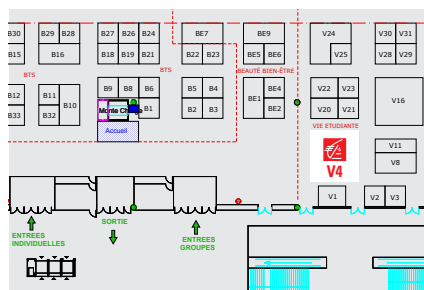 B30
B29
B28
B27
B26
B24
BE7
BE9
V24
V30
V31
B15
B16
B18
B19
B21
B22
B23
BE5
BE6
V25
V28
V29
BTS
BTS
BEAUTÉ BIEN-ÊTRE
B12
B11
B10
B9
B8
B6
B5
B4
BE1
BE4
V22
V23
V16
B33
B32
Monte Ch
B1
B2
B3
BE2
V20
V21
Accueil
VIE ETUDIANTE
V4
V11
V8
V1
V2
V3
ENTREES
INDIVIDUELLES
SORTIE
ENTREES
GROUPES